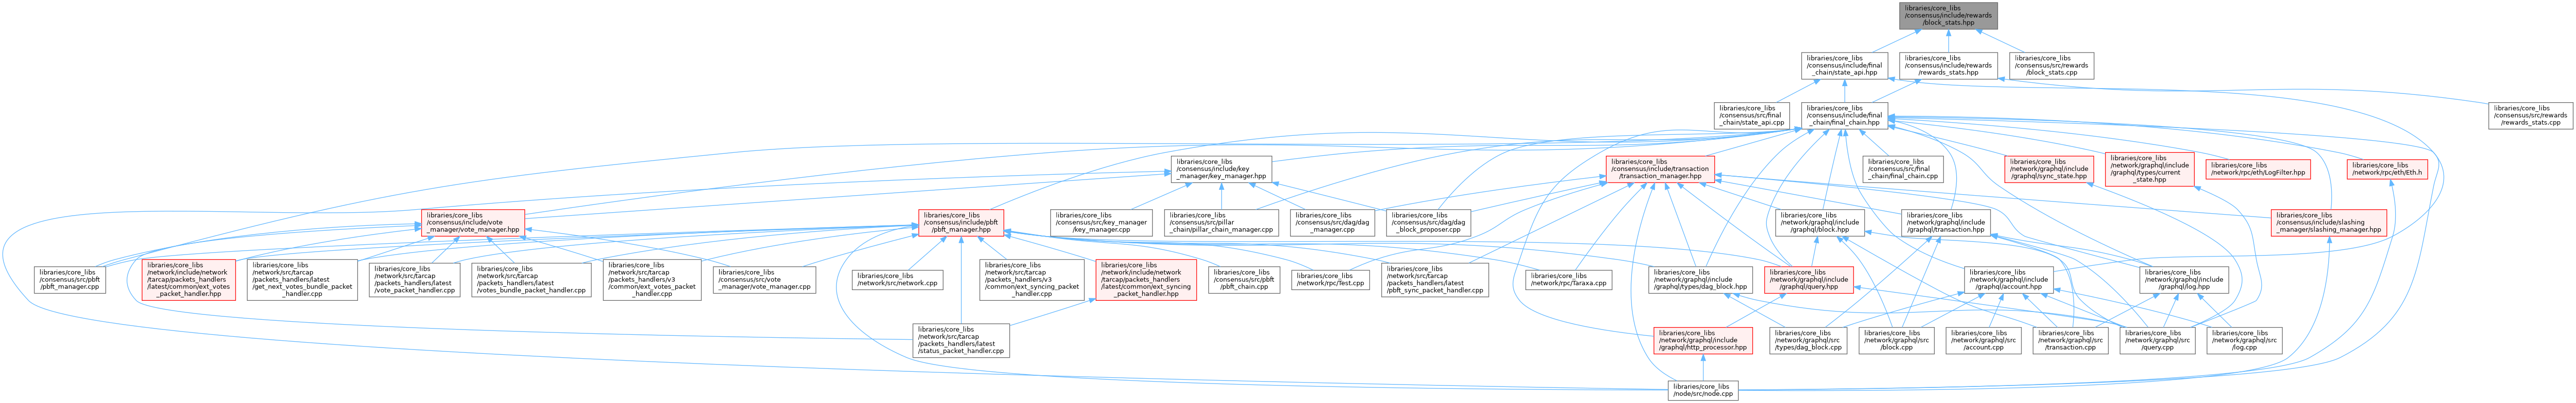 libraries/core_libs
/consensus/include/rewards
/block_stats.hpp
libraries/core_libs
/consensus/include/final
_chain/state_api.hpp
libraries/core_libs
/consensus/include/rewards
/rewards_stats.hpp
libraries/core_libs
/consensus/src/rewards
/block_stats.cpp
libraries/core_libs
/consensus/src/final
_chain/state_api.cpp
libraries/core_libs
/consensus/include/final
_chain/final_chain.hpp
libraries/core_libs
/consensus/src/rewards
/rewards_stats.cpp
libraries/core_libs
/consensus/include/key
_manager/key_manager.hpp
libraries/core_libs
/consensus/include/transaction
/transaction_manager.hpp
libraries/core_libs
/consensus/src/final
_chain/final_chain.cpp
libraries/core_libs
/network/graphql/include
/graphql/sync_state.hpp
libraries/core_libs
/network/graphql/include
/graphql/types/current
_state.hpp
libraries/core_libs
/network/rpc/eth/LogFilter.hpp
libraries/core_libs
/network/rpc/eth/Eth.h
libraries/core_libs
/consensus/include/vote
_manager/vote_manager.hpp
libraries/core_libs
/consensus/include/pbft
/pbft_manager.hpp
libraries/core_libs
/consensus/src/key_manager
/key_manager.cpp
libraries/core_libs
/consensus/src/pillar
_chain/pillar_chain_manager.cpp
libraries/core_libs
/consensus/src/dag/dag
_manager.cpp
libraries/core_libs
/consensus/src/dag/dag
_block_proposer.cpp
libraries/core_libs
/network/graphql/include
/graphql/block.hpp
libraries/core_libs
/network/graphql/include
/graphql/transaction.hpp
libraries/core_libs
/consensus/include/slashing
_manager/slashing_manager.hpp
libraries/core_libs
/consensus/src/pbft
/pbft_manager.cpp
libraries/core_libs
/network/include/network
/tarcap/packets_handlers
/latest/common/ext_votes
_packet_handler.hpp
libraries/core_libs
/network/src/tarcap
/packets_handlers/latest
/get_next_votes_bundle_packet
_handler.cpp
libraries/core_libs
/network/src/tarcap
/packets_handlers/latest
/vote_packet_handler.cpp
libraries/core_libs
/network/src/tarcap
/packets_handlers/latest
/votes_bundle_packet_handler.cpp
libraries/core_libs
/network/src/tarcap
/packets_handlers/v3
/common/ext_votes_packet
_handler.cpp
libraries/core_libs
/consensus/src/vote
_manager/vote_manager.cpp
libraries/core_libs
/network/src/network.cpp
libraries/core_libs
/network/src/tarcap
/packets_handlers/v3
/common/ext_syncing_packet
_handler.cpp
libraries/core_libs
/network/include/network
/tarcap/packets_handlers
/latest/common/ext_syncing
_packet_handler.hpp
libraries/core_libs
/consensus/src/pbft
/pbft_chain.cpp
libraries/core_libs
/network/rpc/Test.cpp
libraries/core_libs
/network/src/tarcap
/packets_handlers/latest
/pbft_sync_packet_handler.cpp
libraries/core_libs
/network/rpc/Taraxa.cpp
libraries/core_libs
/network/graphql/include
/graphql/types/dag_block.hpp
libraries/core_libs
/network/graphql/include
/graphql/query.hpp
libraries/core_libs
/network/graphql/include
/graphql/account.hpp
libraries/core_libs
/network/graphql/include
/graphql/log.hpp
libraries/core_libs
/network/src/tarcap
/packets_handlers/latest
/status_packet_handler.cpp
libraries/core_libs
/network/graphql/include
/graphql/http_processor.hpp
libraries/core_libs
/network/graphql/src
/types/dag_block.cpp
libraries/core_libs
/network/graphql/src
/block.cpp
libraries/core_libs
/network/graphql/src
/account.cpp
libraries/core_libs
/network/graphql/src
/transaction.cpp
libraries/core_libs
/network/graphql/src
/query.cpp
libraries/core_libs
/network/graphql/src
/log.cpp
libraries/core_libs
/node/src/node.cpp